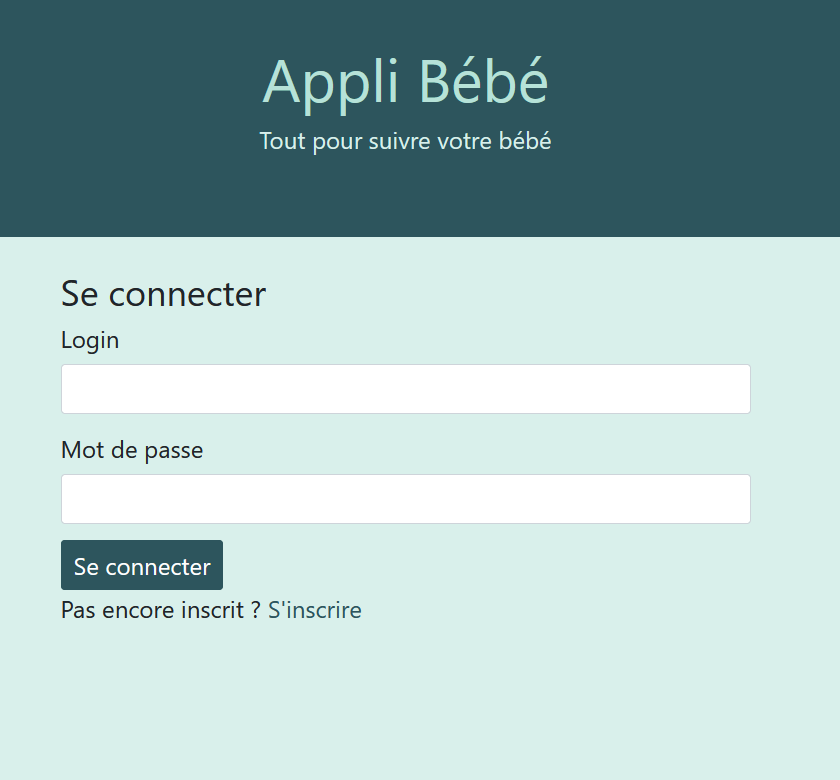 Appli Bébé
Tout pour suivre votre bébé
Se connecter
Login
Mot de passe
Se connecter
Pas encore inscrit ? S'inscrire